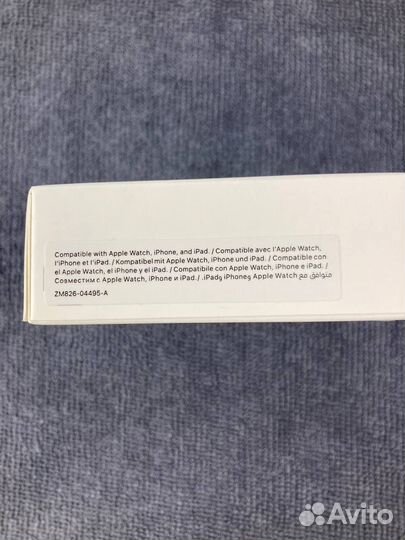 Compatible with Apple Watch, iPhone, and iPad. / Compatible avec l'Apple Watch,
l'iPhone et l'iPad. / Kompatibel mit Apple Watch, iPhone und iPad. / Compatible con
el Apple Watch, el iPhone y el iPad. / Compatibile con Apple Watch, iPhone e iPad. /
Совместим с Apple Watch, iPhone и iPad. / .iPadو iPhoneو Apple Watch متوافق مع
ZM826-04495-A
Avito